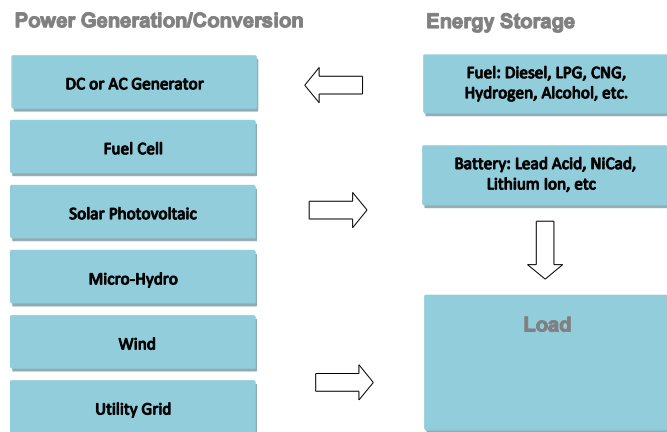 Power Generation/Conversion
DC or AC Generator
Fuel Cell
Solar Photovoltaic
Micro-Hydro
Wind
Utility Grid
Energy Storage
Fuel: Diesel, LPG, CNG,
Hydrogen, Alcohol, etc.
Battery: Lead Acid, NiCad,
Lithium Ion, etc
Load